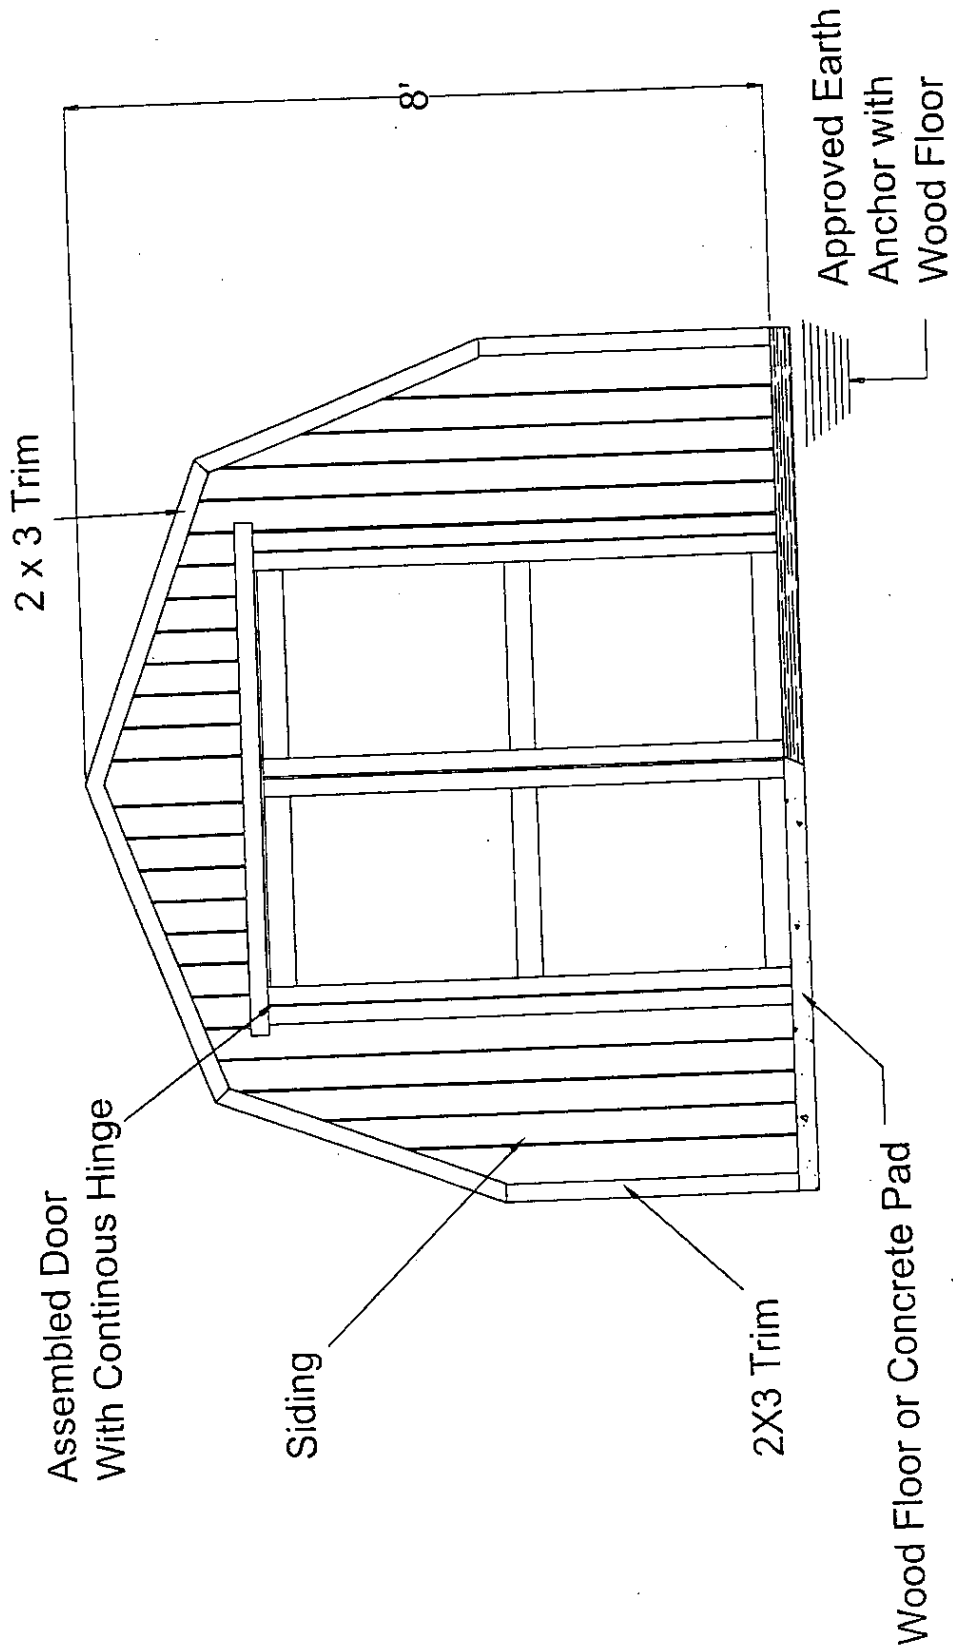 2 x 3 Trim
Assembled Door
With Continous Hinge
8'
Siding
2X3 Trim
Wood Floor or Concrete Pad
Approved Earth
Anchor with
Wood Floor